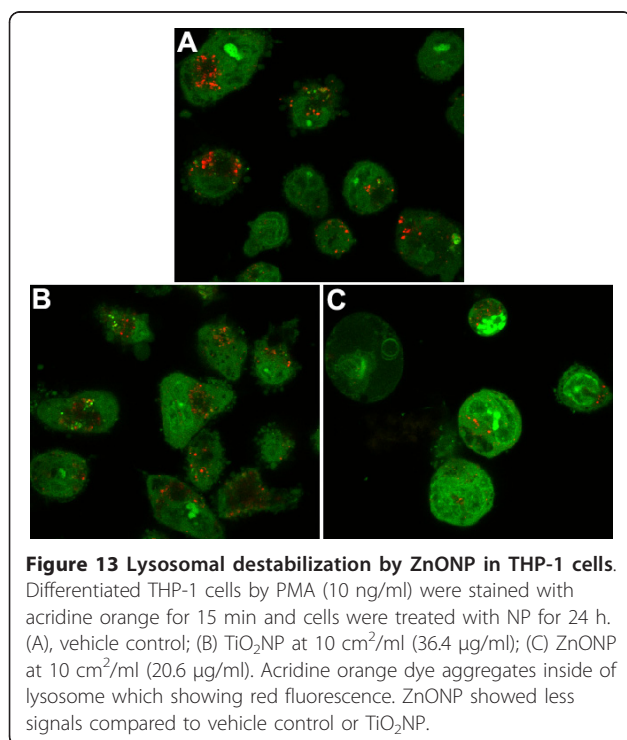 A
B
C
Figure 13 Lysosomal destabilization by ZnONP in THP-1 cells.
Differentiated THP-1 cells by PMA (10 ng/ml) were stained with
acridine orange for 15 min and cells were treated with NP for 24 h.
(A), vehicle control; (B) TiO₂NP at 10 cm²/ml (36.4 μg/ml); (C) ZnONP
at 10 cm²/ml (20.6 μg/ml). Acridine orange dye aggregates inside of
lysosome which showing red fluorescence. ZnONP showed less
signals compared to vehicle control or TiO₂NP.